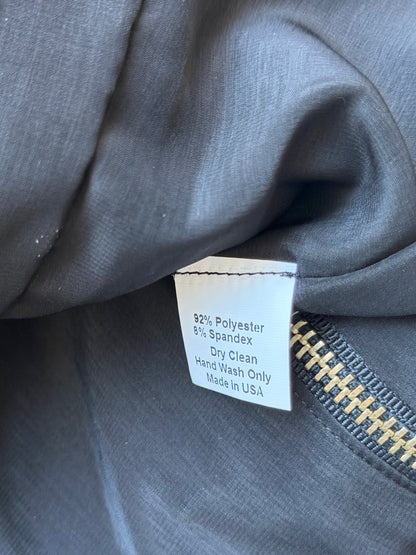 92% Polyester
8% Spandex
Dry Clean
Hand Wash Only
Made in USA